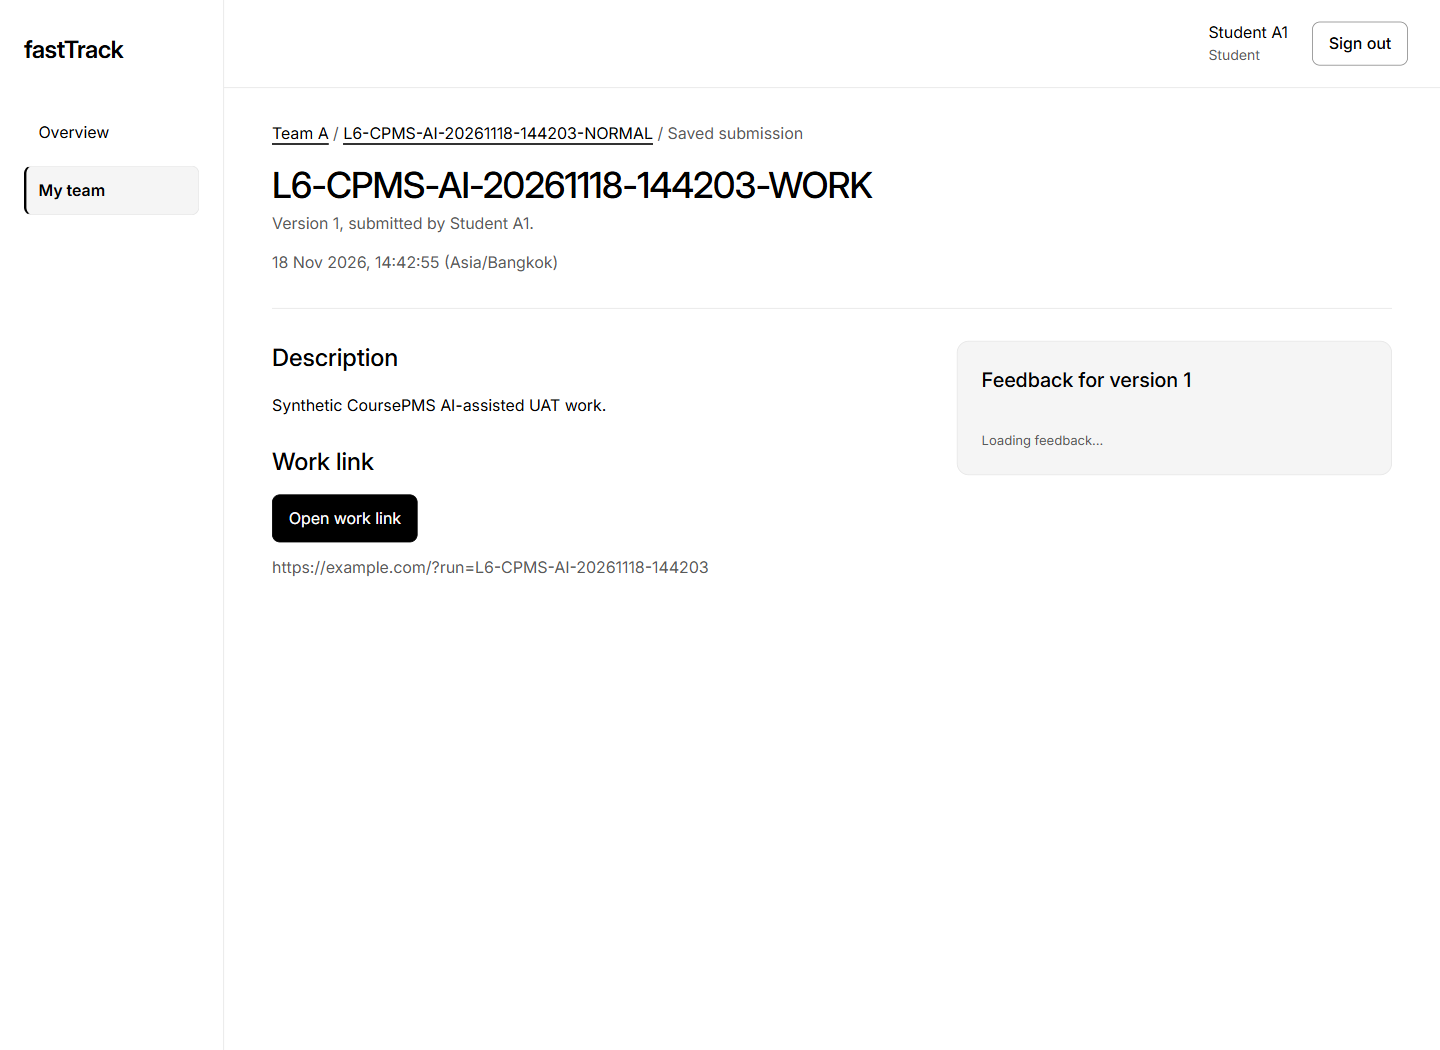 fastTrack
Student A1
Student
Sign out
Overview
My team
Team A / L6-CPMS-AI-20261118-144203-NORMAL / Saved submission
L6-CPMS-AI-20261118-144203-WORK
Version 1, submitted by Student A1.
18 Nov 2026, 14:42:55 (Asia/Bangkok)
Description
Synthetic CoursePMS AI-assisted UAT work.
Work link
Open work link
https://example.com/?run=L6-CPMS-AI-20261118-144203
Feedback for version 1
Loading feedback...